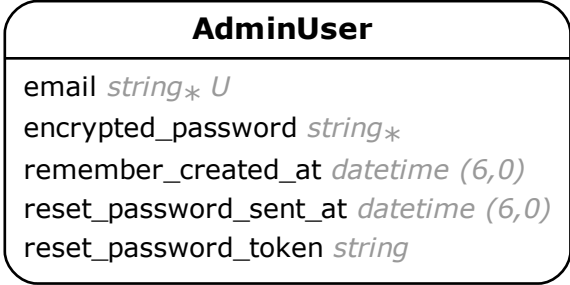 AdminUser
email string* U
encrypted_password string*
remember_created_at datetime (6,0)
reset_password_sent_at datetime (6,0)
reset_password_token string